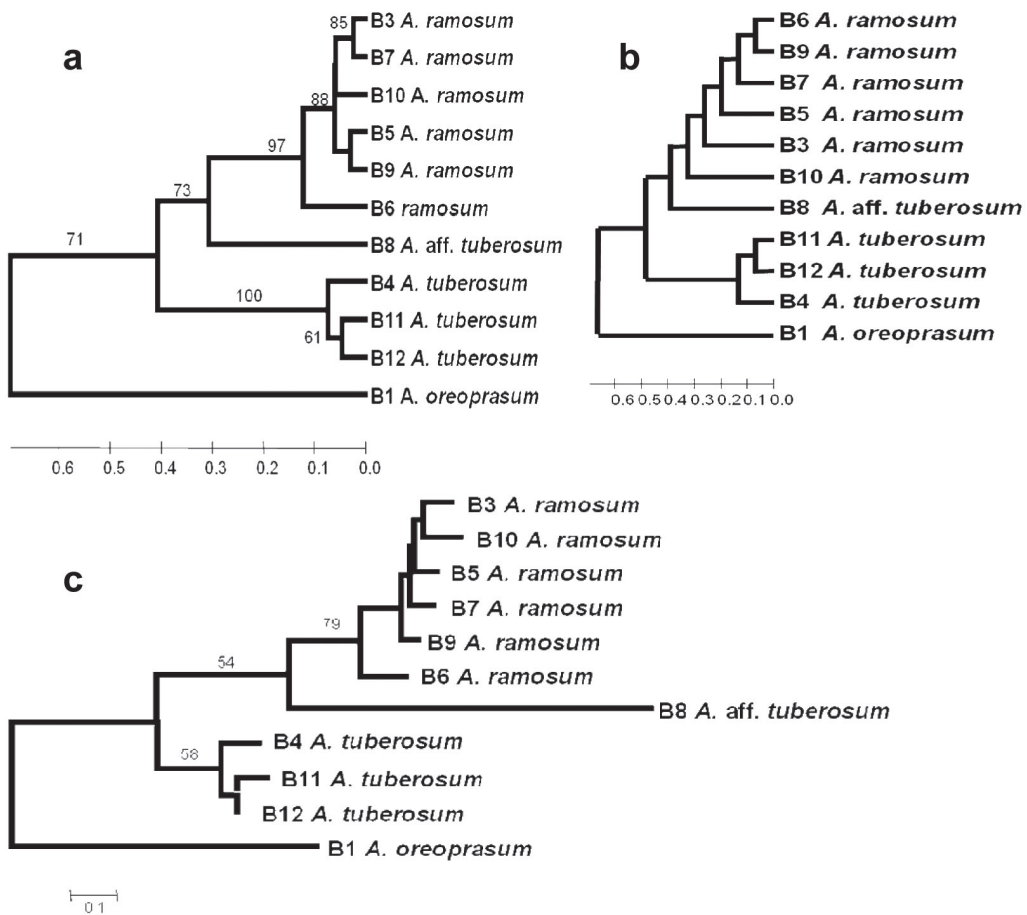 a
85
B3 A. ramosum
B7 A. ramosum
88
B10 A. ramosum
B5 A. ramosum
97
B9 A. ramosum
73
B6 ramosum
71
B8 A. aff. tuberosum
B4 A. tuberosum
100
B11 A. tuberosum
61
B12 A. tuberosum
B1 A. oreoprasum
0.6 0.5 0.4 0.3 0.2 0.1 0.0
b
B6 A. ramosum
B9 A. ramosum
B7 A. ramosum
B5 A. ramosum
B3 A. ramosum
B10 A. ramosum
B8 A. aff. tuberosum
B11 A. tuberosum
B12 A. tuberosum
B4 A. tuberosum
B1 A. oreoprasum
0.6 0.5 0.4 0.3 0.2 0.1 0.0
c
B3 A. ramosum
B10 A. ramosum
B5 A. ramosum
B7 A. ramosum
79
B9 A. ramosum
54
B6 A. ramosum
B8 A. aff. tuberosum
B4 A. tuberosum
58
B11 A. tuberosum
B12 A. tuberosum
B1 A. oreoprasum
0.1